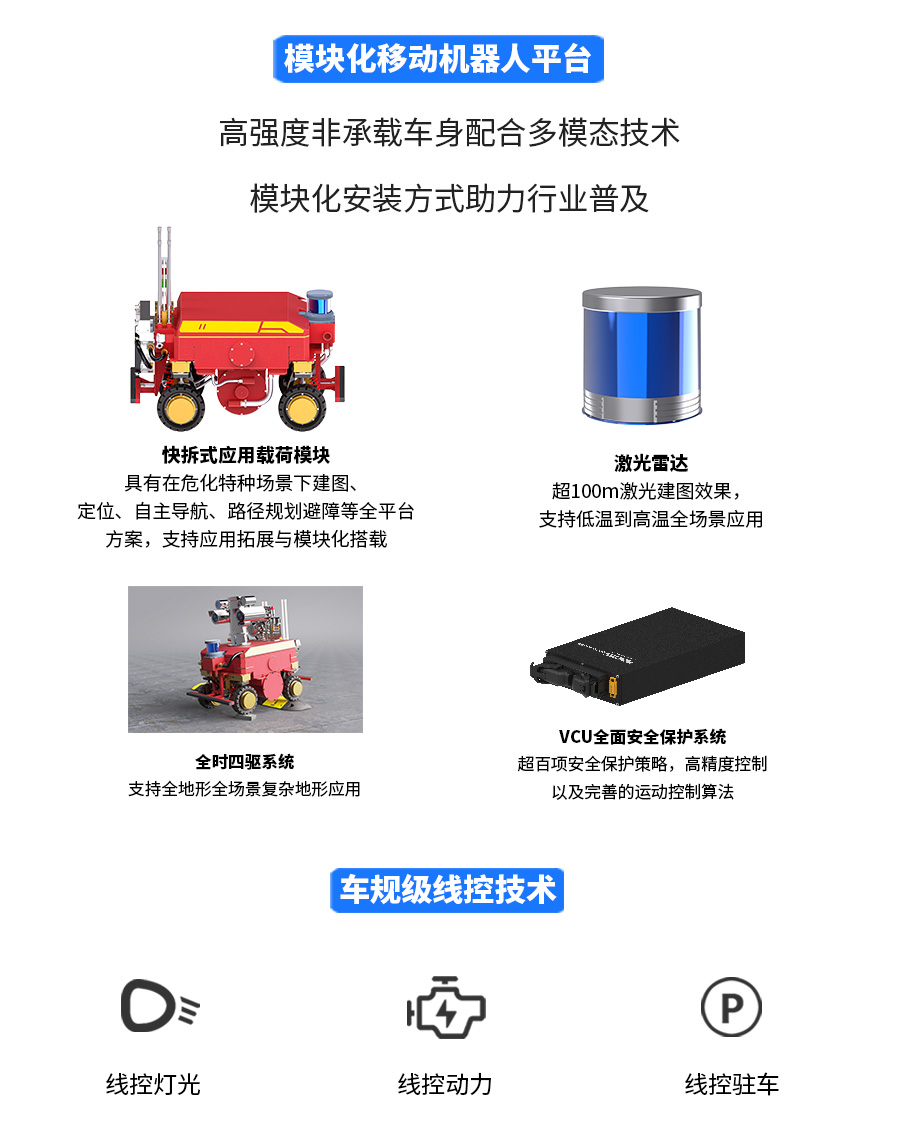 模块化移动机器人平台
高强度非承载车身配合多模态技术
模块化安装方式助力行业普及
快拆式应用载荷模块
具有在危化特种场景下建图、
定位、自主导航、路径规划避障等全平台
方案，支持应用拓展与模块化搭载
激光雷达
超100m激光建图效果，
支持低温到高温全场景应用
全时四驱系统
支持全地形全场景复杂地形应用
VCU全面安全保护系统
超百项安全保护策略，高精度控制
以及完善的运动控制算法
车规级线控技术
P
线控灯光
线控动力
线控驻车